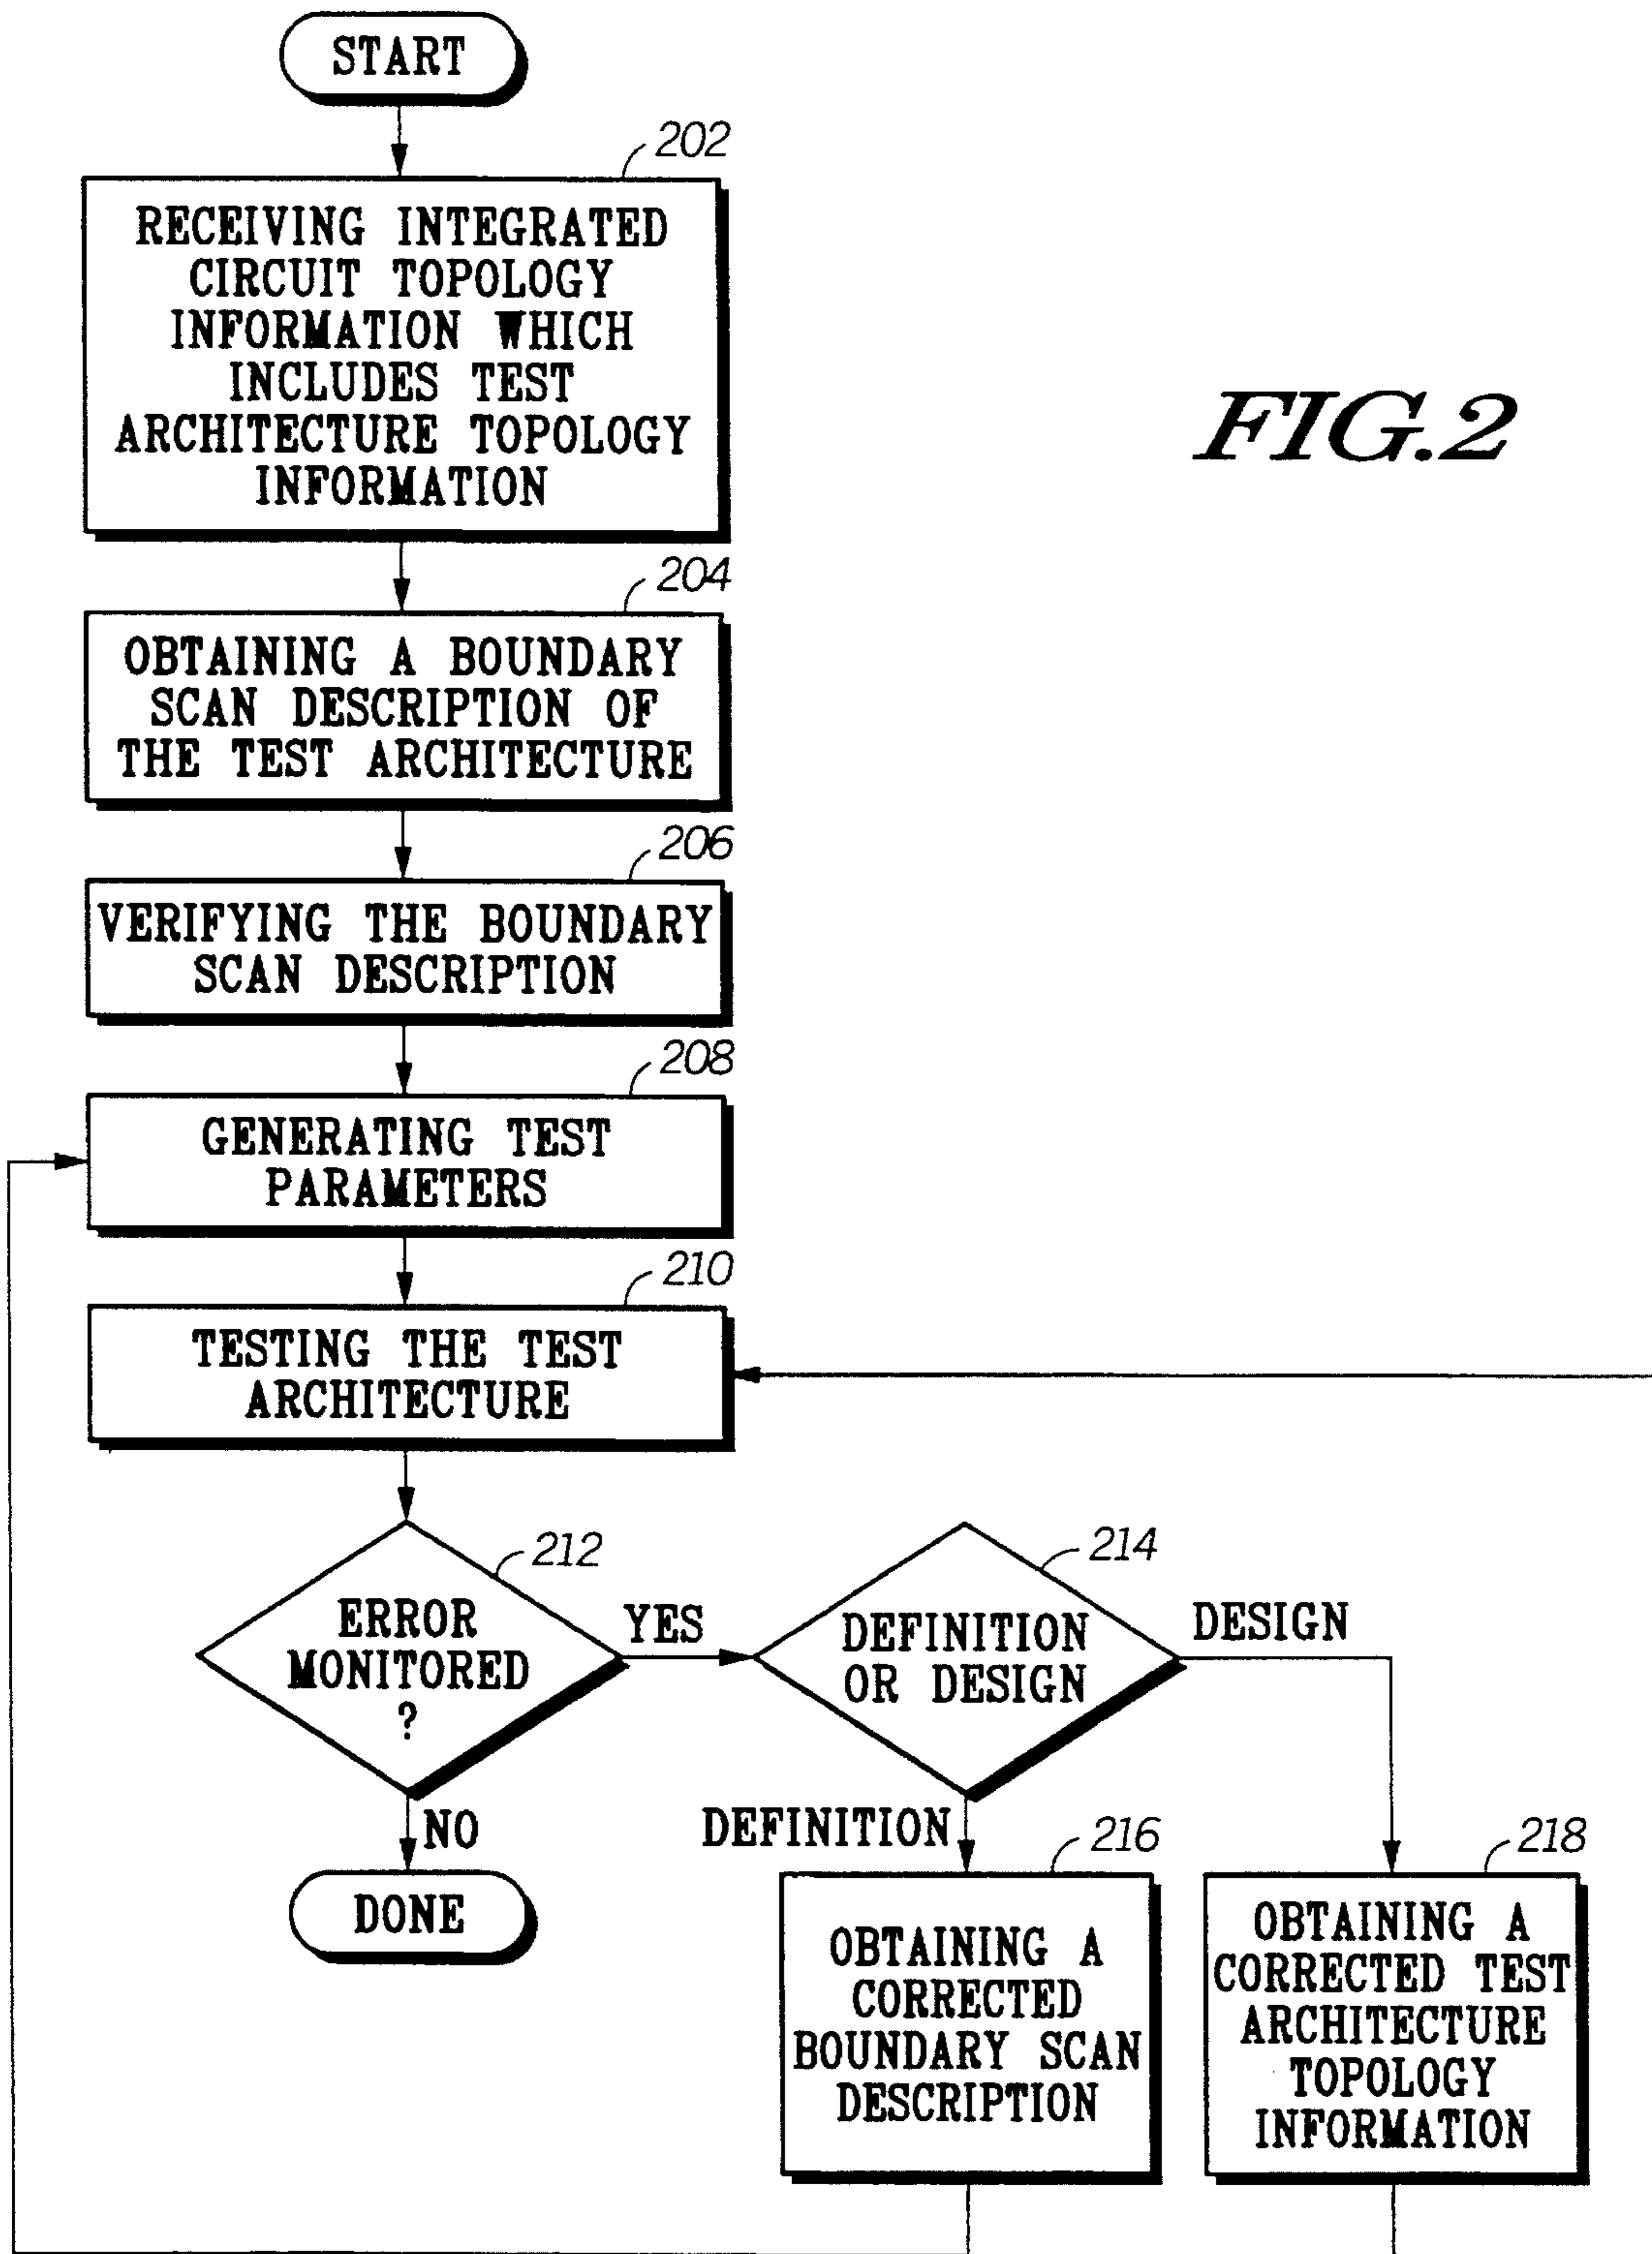 START
202
RECEIVING INTEGRATED
CIRCUIT TOPOLOGY
INFORMATION WHICH
INCLUDES TEST
ARCHITECTURE TOPOLOGY
INFORMATION
FIG.2
204
OBTAINING A BOUNDARY
SCAN DESCRIPTION OF
THE TEST ARCHITECTURE
206
VERIFYING THE BOUNDARY
SCAN DESCRIPTION
208
GENERATING TEST
PARAMETERS
210
TESTING THE TEST
ARCHITECTURE
212
ERROR
MONITORED
?
YES
214
DEFINITION
OR DESIGN
DESIGN
NO
DONE
DEFINITION
216
OBTAINING A
CORRECTED
BOUNDARY SCAN
DESCRIPTION
218
OBTAINING A
CORRECTED TEST
ARCHITECTURE
TOPOLOGY
INFORMATION